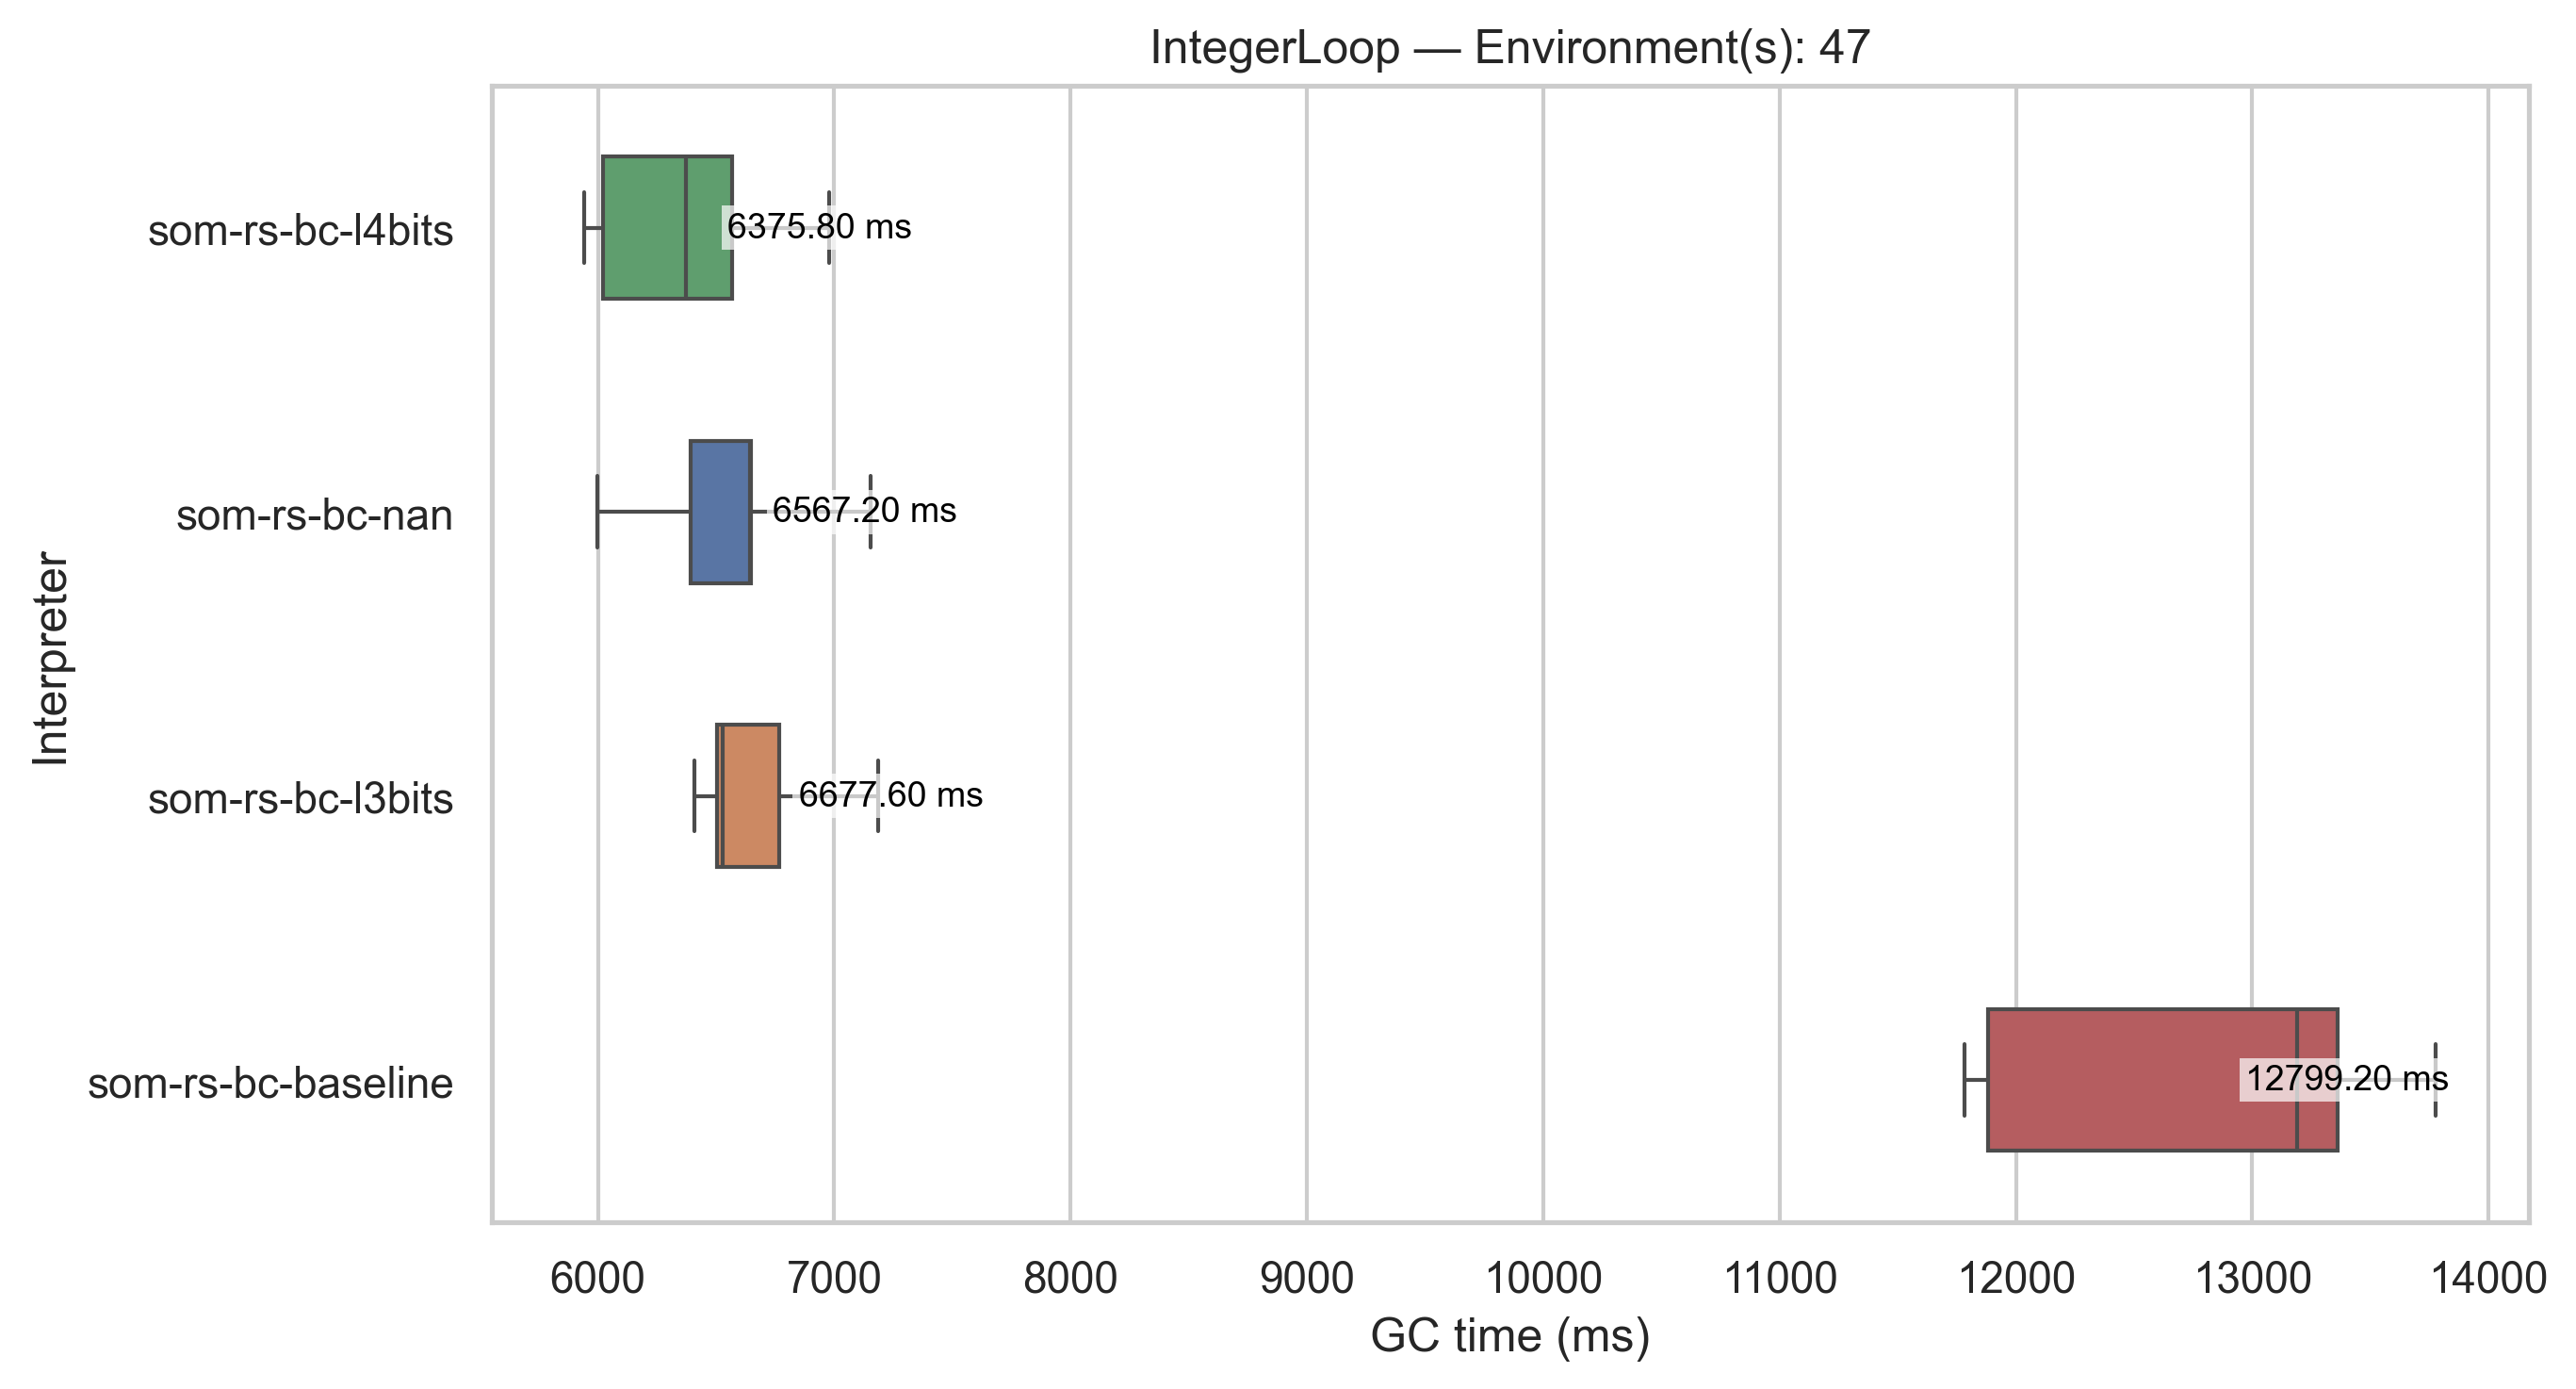 IntegerLoop — Environment(s): 47
Interpreter
som-rs-bc-l4bits
6375.80 ms
som-rs-bc-nan
6567.20 ms
som-rs-bc-l3bits
6677.60 ms
som-rs-bc-baseline
12799.20 ms
6000 7000 8000 9000 10000 11000 12000 13000 14000
GC time (ms)